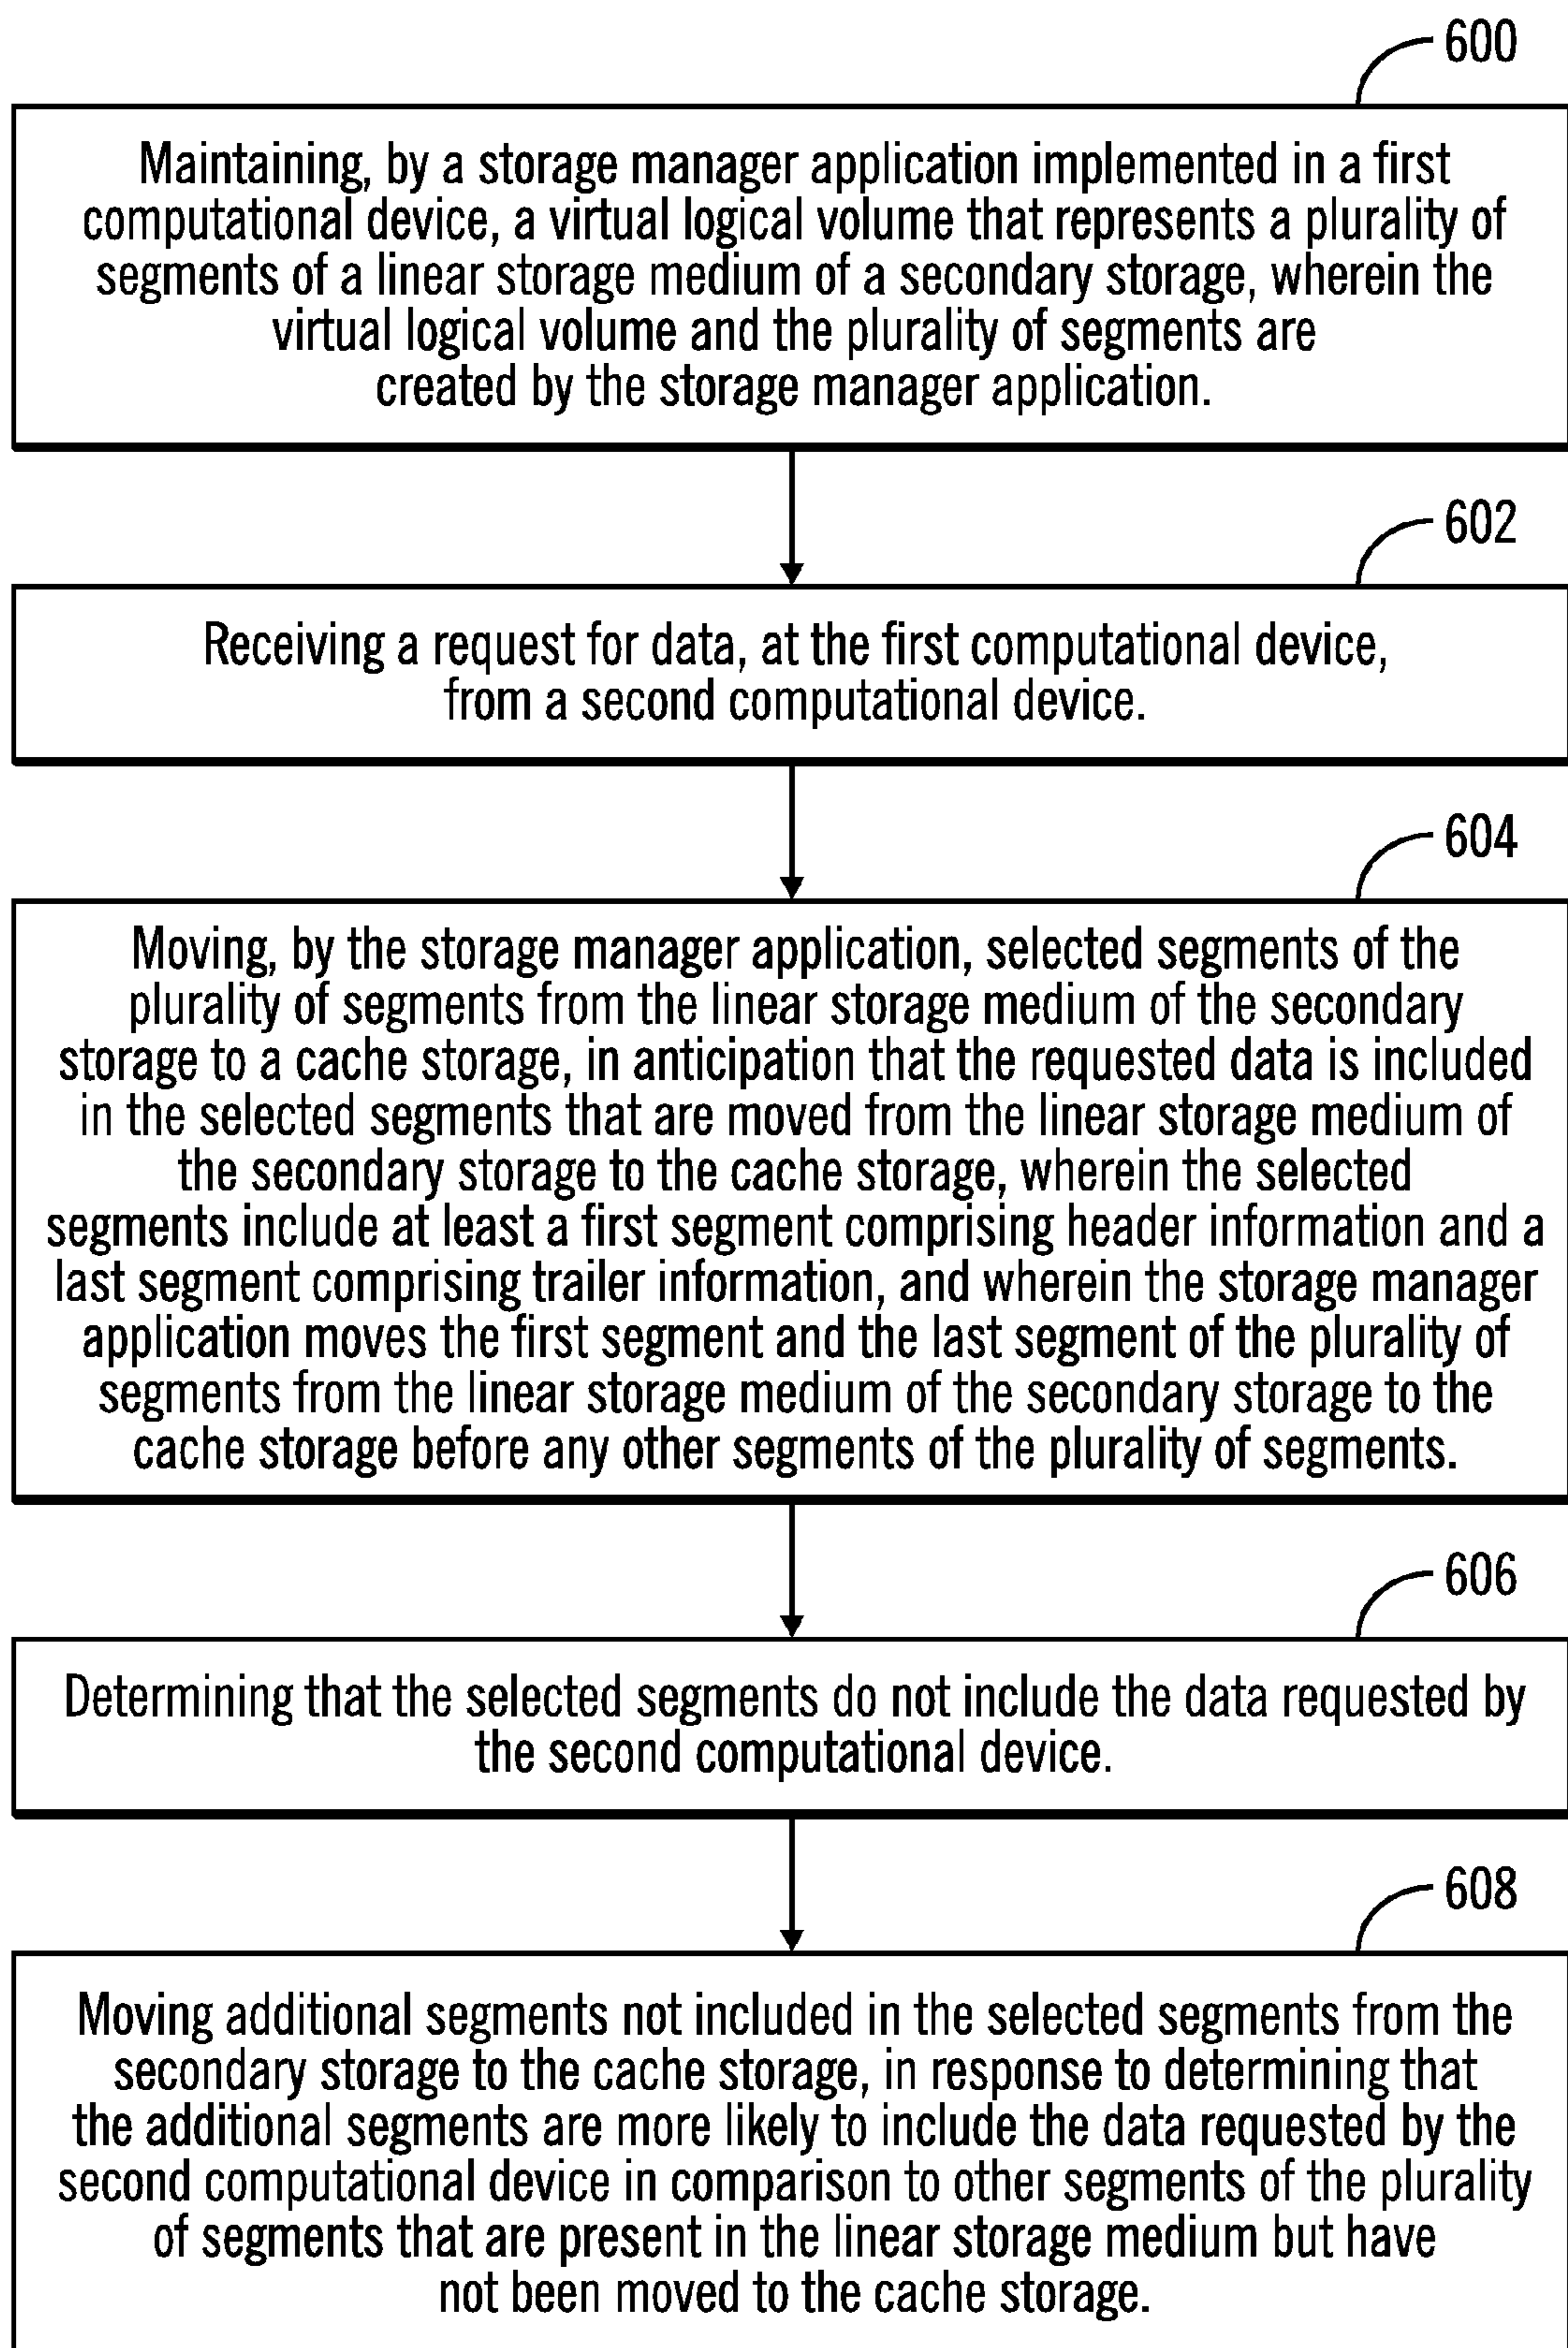 600
Maintaining, by a storage manager application implemented in a first
computational device, a virtual logical volume that represents a plurality of
segments of a linear storage medium of a secondary storage, wherein the
virtual logical volume and the plurality of segments are
created by the storage manager application.
602
Receiving a request for data, at the first computational device,
from a second computational device.
604
Moving, by the storage manager application, selected segments of the
plurality of segments from the linear storage medium of the secondary
storage to a cache storage, in anticipation that the requested data is included
in the selected segments that are moved from the linear storage medium of
the secondary storage to the cache storage, wherein the selected
segments include at least a first segment comprising header information and a
last segment comprising trailer information, and wherein the storage manager
application moves the first segment and the last segment of the plurality of
segments from the linear storage medium of the secondary storage to the
cache storage before any other segments of the plurality of segments.
606
Determining that the selected segments do not include the data requested by
the second computational device.
608
Moving additional segments not included in the selected segments from the
secondary storage to the cache storage, in response to determining that
the additional segments are more likely to include the data requested by the
second computational device in comparison to other segments of the plurality
of segments that are present in the linear storage medium but have
not been moved to the cache storage.